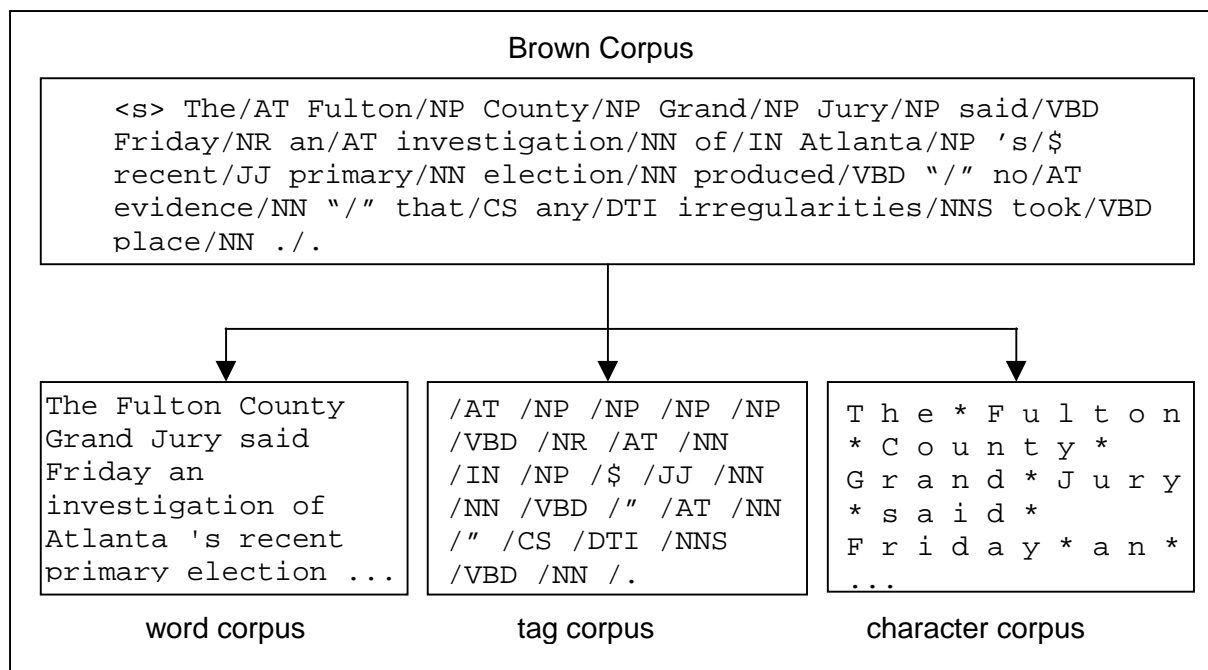 Brown Corpus
<s> The/AT Fulton/NP County/NP Grand/NP Jury/NP said/VBD
Friday/NR an/AT investigation/NN of/IN Atlanta/NP ’s/$
recent/JJ primary/NN election/NN produced/VBD “/” no/AT
evidence/NN “/” that/CS any/DTI irregularities/NNS took/VBD
place/NN ./.
The Fulton County
Grand Jury said
Friday an
investigation of
Atlanta 's recent
primary election ...
word corpus
/AT /NP /NP /NP /NP
/VBD /NR /AT /NN
/IN /NP /$ /JJ /NN
/NN /VBD /” /AT /NN
/” /CS /DTI /NNS
/VBD /NN /.
tag corpus
T h e * F u l t o n
* C o u n t y *
G r a n d * J u r y
* s a i d *
F r i d a y * a n *
...
character corpus